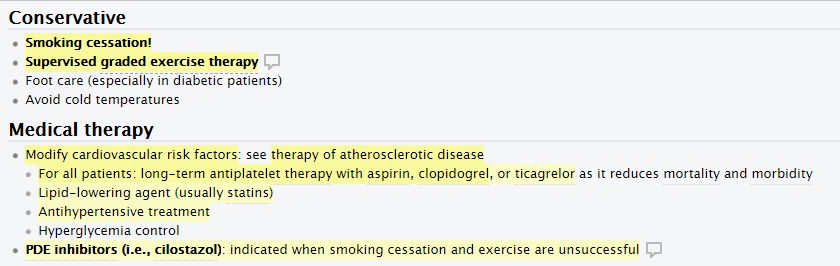 Conservative
Smoking cessation!
Supervised graded exercise therapy
Foot care (especially in diabetic patients)
Avoid cold temperatures
Medical therapy
Modify cardiovascular risk factors: see therapy of atherosclerotic disease
For all patients: long-term antiplatelet therapy with aspirin, clopidogrel, or ticagrelor as it reduces mortality and morbidity
Lipid-lowering agent (usually statins)
Antihypertensive treatment
Hyperglycemia control
PDE inhibitors (i.e., cilostazol): indicated when smoking cessation and exercise are unsuccessful